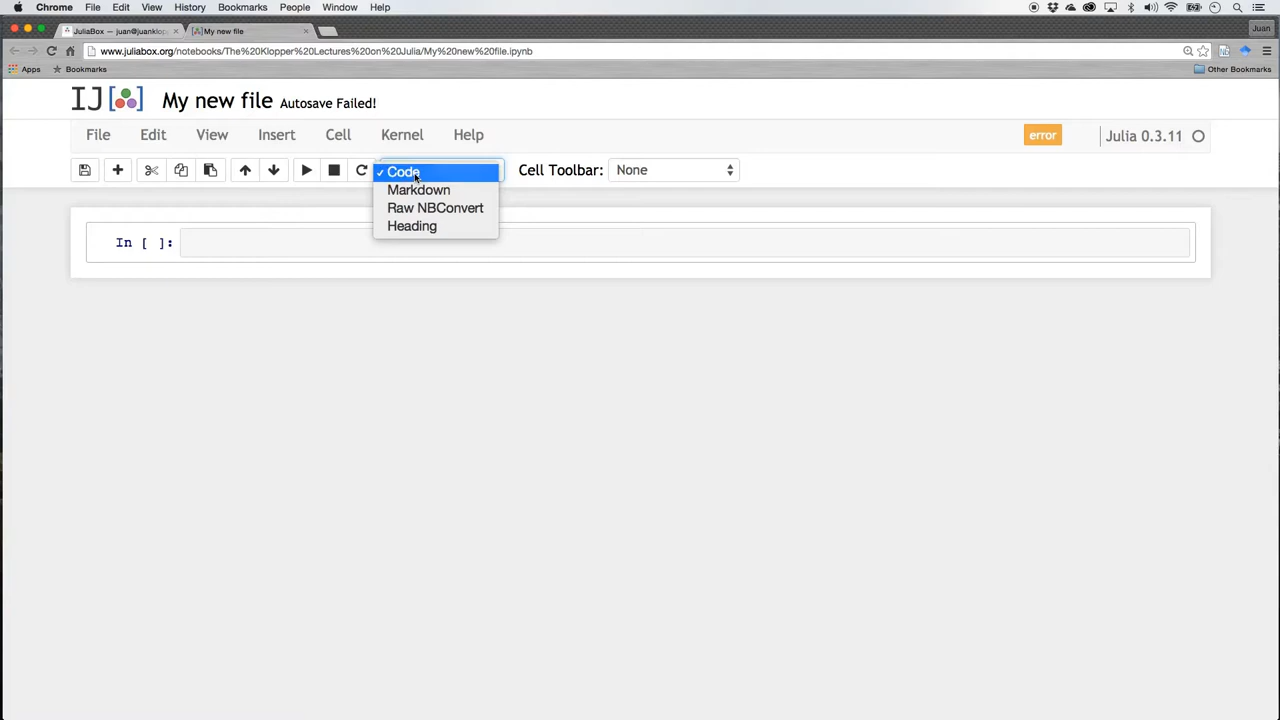 Chrome File Edit View History Bookmarks People Window Help
JuliaBox — juan@juanklop
My new file
Juan
www.juliabox.org/notebooks/The%20Klopper%20Lectures%20on%20Julia/My%20new%20file.ipynb
Apps Bookmarks Other Bookmarks
IJ[ ] My new file Autosave Failed!
File Edit View Insert Cell Kernel Help error Julia 0.3.11
✓ Code Cell Toolbar: None
Markdown
Raw NBConvert
Heading
In [ ]: